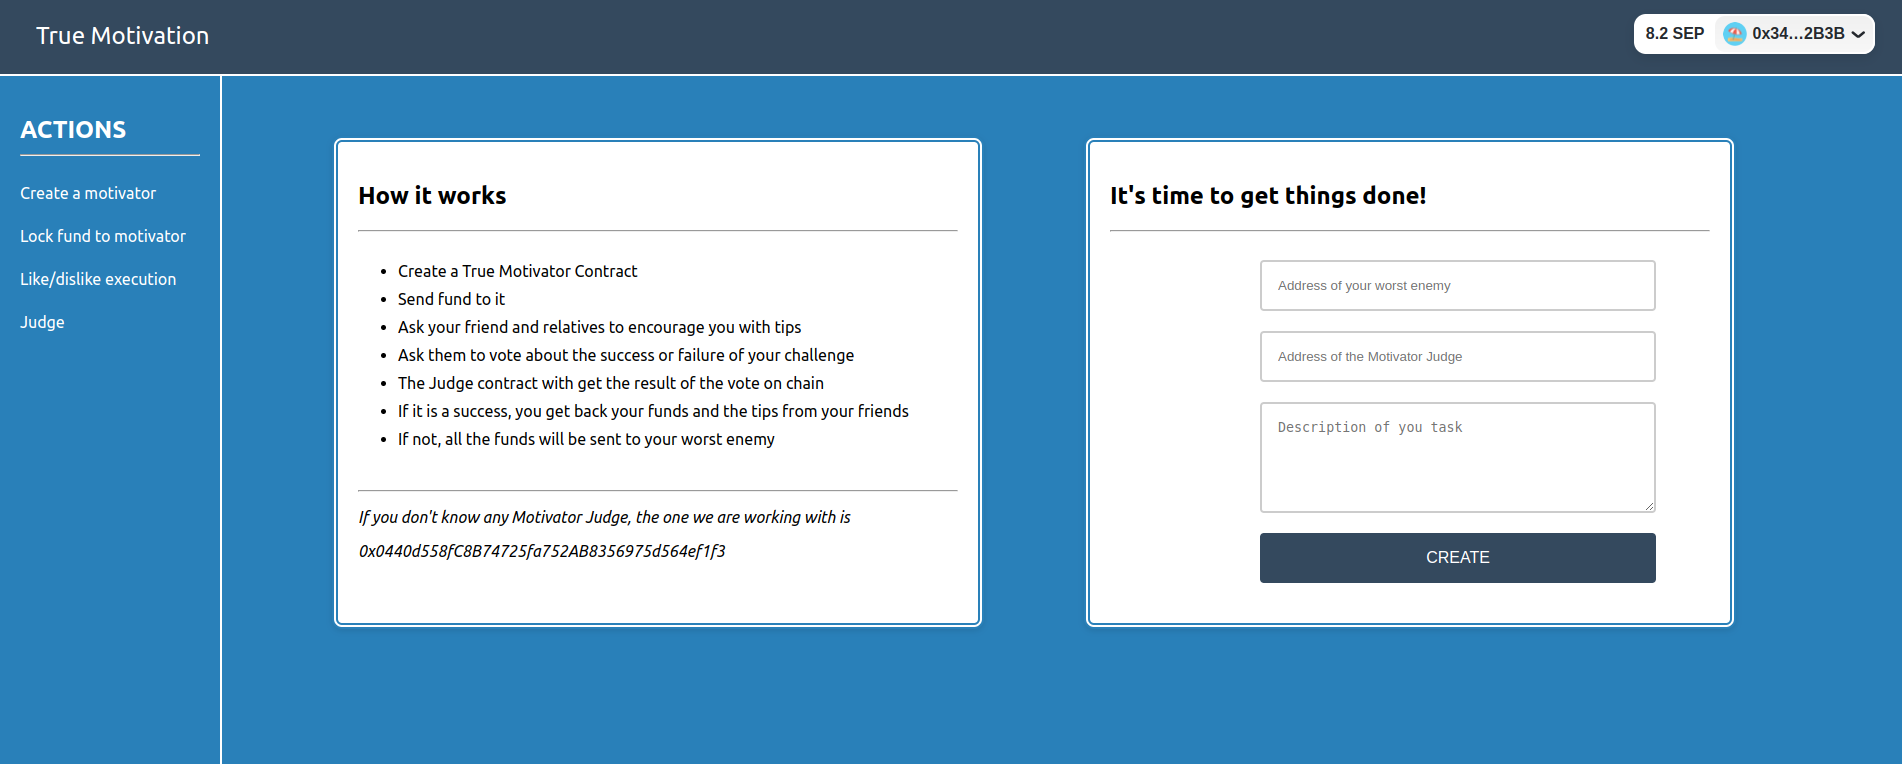 True Motivation
8.2 SEP 0x34...2B3B
ACTIONS
Create a motivator
Lock fund to motivator
Like/dislike execution
Judge
How it works
• Create a True Motivator Contract
• Send fund to it
• Ask your friend and relatives to encourage you with tips
• Ask them to vote about the success or failure of your challenge
• The Judge contract with get the result of the vote on chain
• If it is a success, you get back your funds and the tips from your friends
• If not, all the funds will be sent to your worst enemy
If you don't know any Motivator Judge, the one we are working with is
0x0440d558fC8B74725fa752AB8356975d564ef1f3
It's time to get things done!
Address of your worst enemy
Address of the Motivator Judge
Description of you task
CREATE